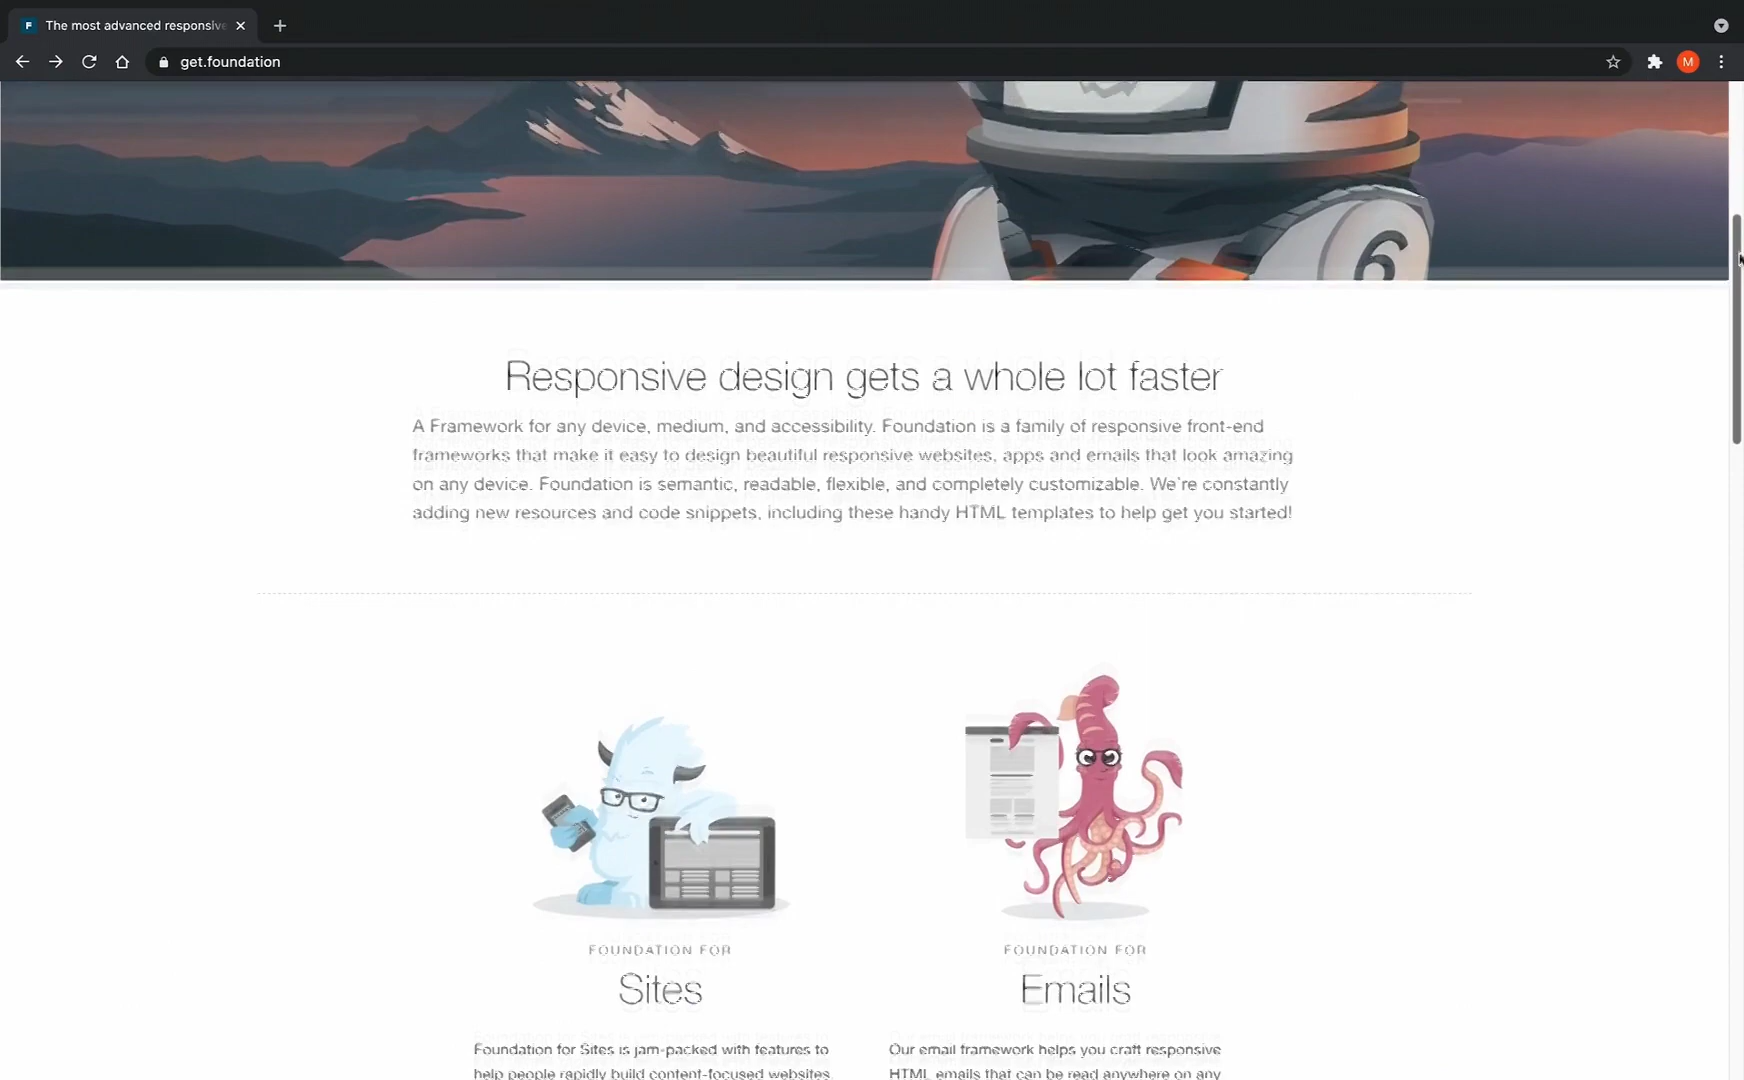 The most advanced responsive
get.foundation
M
6
Responsive design gets a whole lot faster
A Framework for any device, medium, and accessibility. Foundation is a family of responsive front-end
frameworks that make it easy to design beautiful responsive websites, apps and emails that look amazing
on any device. Foundation is semantic, readable, flexible, and completely customizable. We're constantly
adding new resources and code snippets, including these handy HTML templates to help get you started!
FOUNDATION FOR
Sites
Foundation for Sites is jam-packed with features to
help people rapidly build content-focused websites.
FOUNDATION FOR
Emails
Our email framework helps you craft responsive
HTML emails that can be read anywhere on any